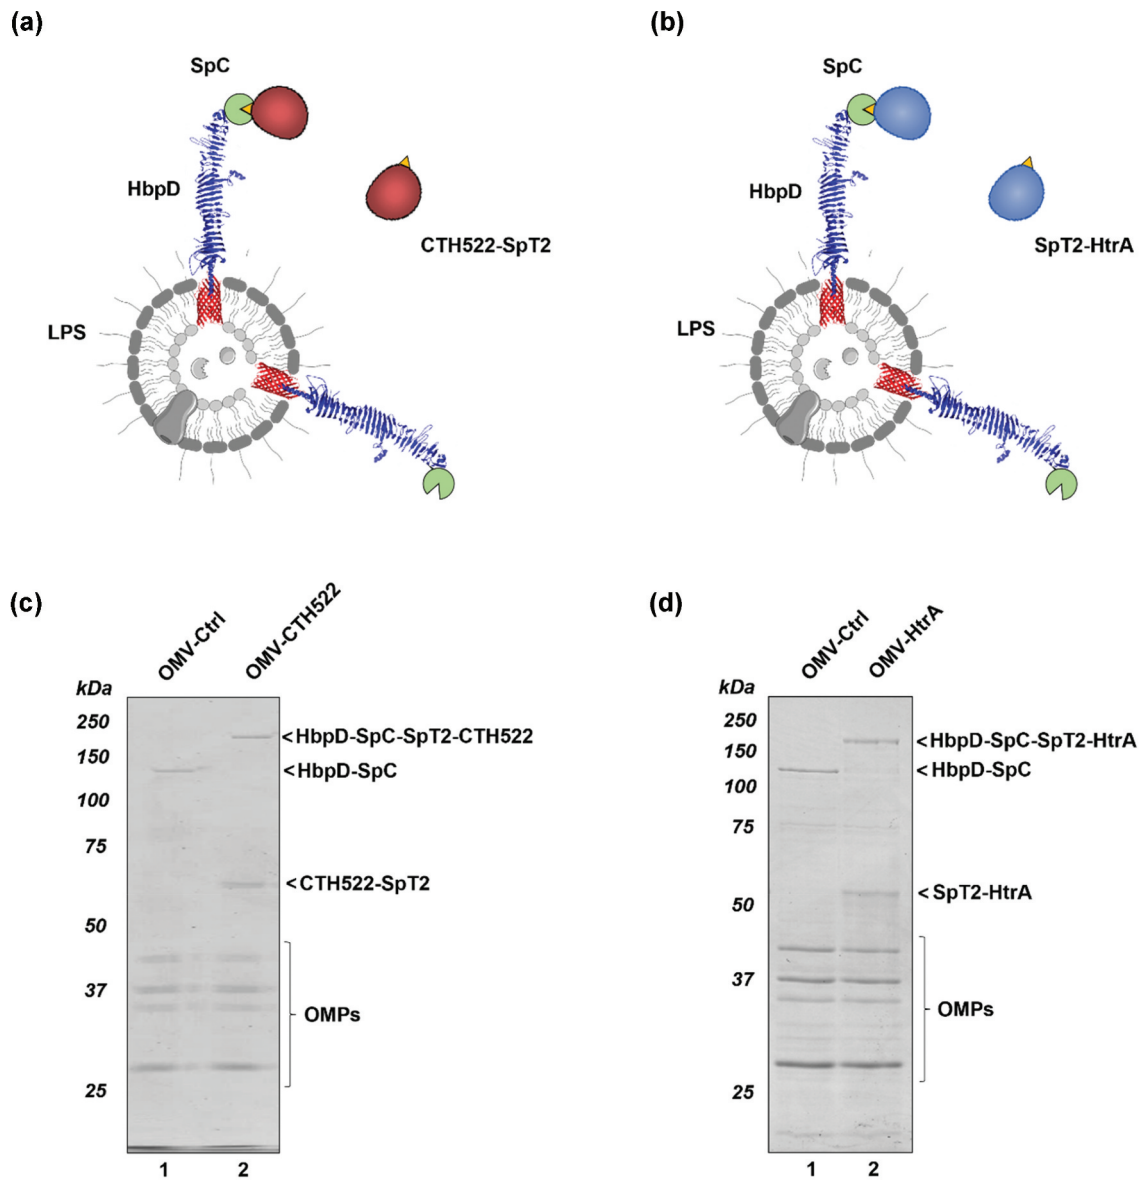 (a)
SpC
HbpD
CTH522-SpT2
LPS
(b)
SpC
HbpD
SpT2-HtrA
LPS
(c)
OMV-Ctrl
OMV-CTH522
kDa
250
150
100
75
50
37
25
<HbpD-SpC-SpT2-CTH522
<HbpD-SpC
<CTH522-SpT2
OMPs
1 2
(d)
OMV-Ctrl
OMV-HtrA
kDa
250
150
100
75
50
37
25
<HbpD-SpC-SpT2-HtrA
<HbpD-SpC
<SpT2-HtrA
OMPs
1 2